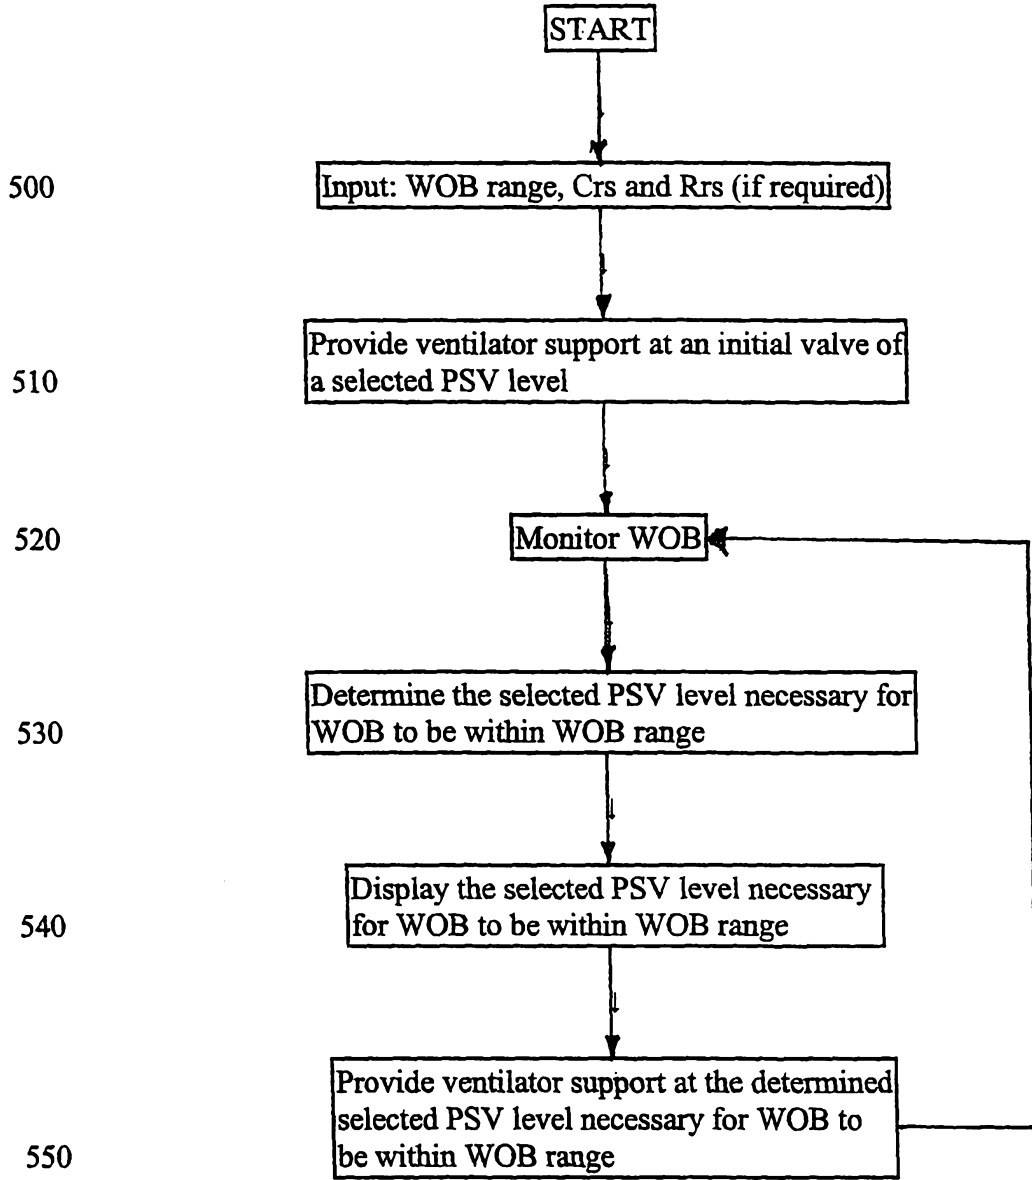 START
500
Input: WOB range, Crs and Rrs (if required)
510
Provide ventilator support at an initial valve of
a selected PSV level
520
Monitor WOB
530
Determine the selected PSV level necessary for
WOB to be within WOB range
540
Display the selected PSV level necessary
for WOB to be within WOB range
550
Provide ventilator support at the determined
selected PSV level necessary for WOB to
be within WOB range